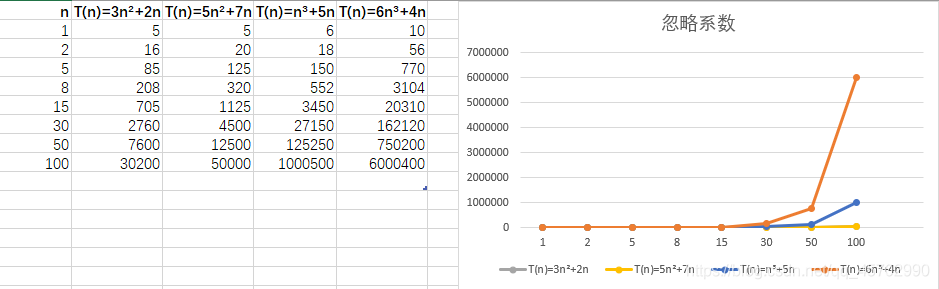 n T(n)=3n²+2n T(n)=5n²+7n T(n)=n³+5n T(n)=6n³+4n
1 5 5 6 10
2 16 20 18 56
5 85 125 150 770
8 208 320 552 3104
15 705 1125 3450 20310
30 2760 4500 27150 162120
50 7600 12500 125250 750200
100 30200 50000 1000500 6000400
忽略系数
7000000
6000000
5000000
4000000
3000000
2000000
1000000
0
1 2 5 8 15 30 50 100
T(n)=3n²+2n T(n)=5n²+7n T(n)=n³+5n T(n)=6n³+4n